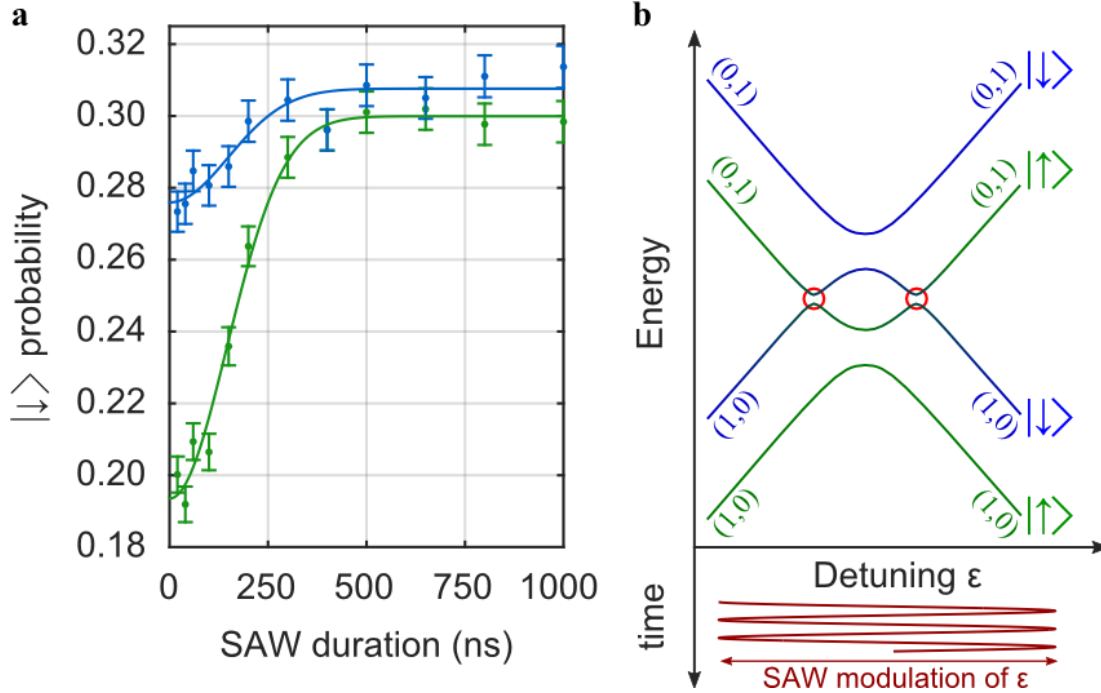 a
0.32
0.30
0.28
0.26
0.24
0.22
0.20
0.18
|↓> probability
0 250 500 750 1000
SAW duration (ns)
b
Energy
(0,1) (0,1) |↓>
(0,1) (0,1) |↑>
(1,0) (1,0) |↓>
(1,0) (1,0) |↑>
Detuning ε
time
SAW modulation of ε